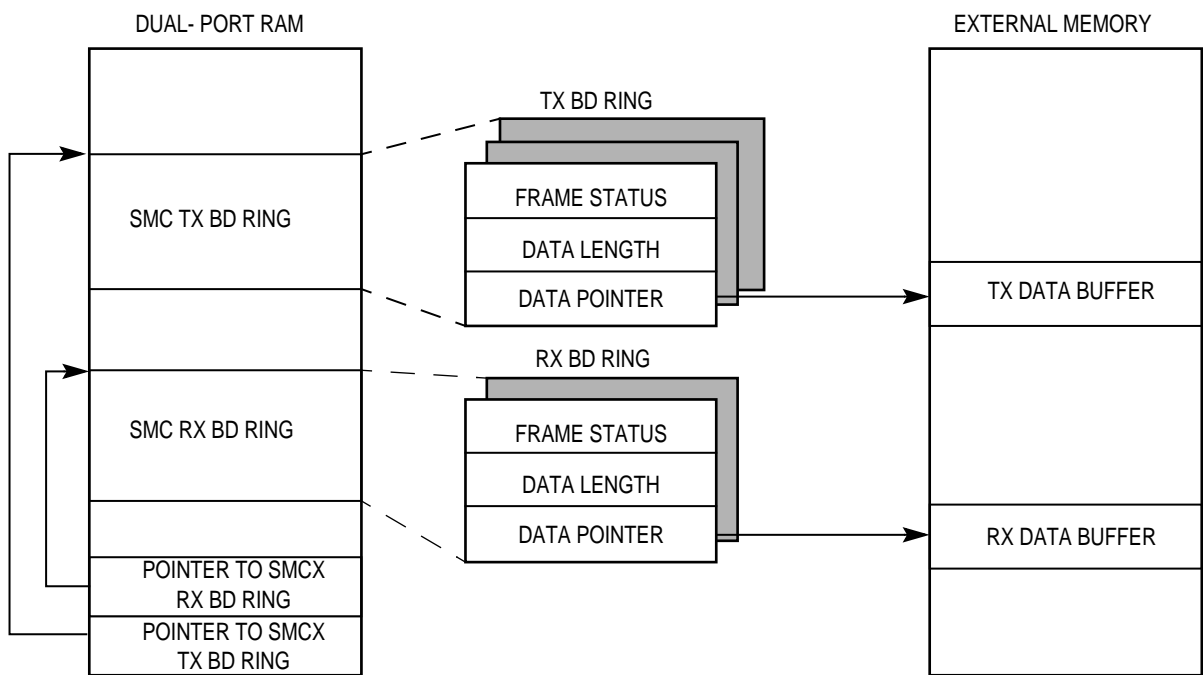 DUAL- PORT RAM
EXTERNAL MEMORY
TX BD RING
FRAME STATUS
SMC TX BD RING
DATA LENGTH
DATA POINTER
TX DATA BUFFER
RX BD RING
SMC RX BD RING
FRAME STATUS
DATA LENGTH
DATA POINTER
RX DATA BUFFER
POINTER TO SMCX
RX BD RING
POINTER TO SMCX
TX BD RING